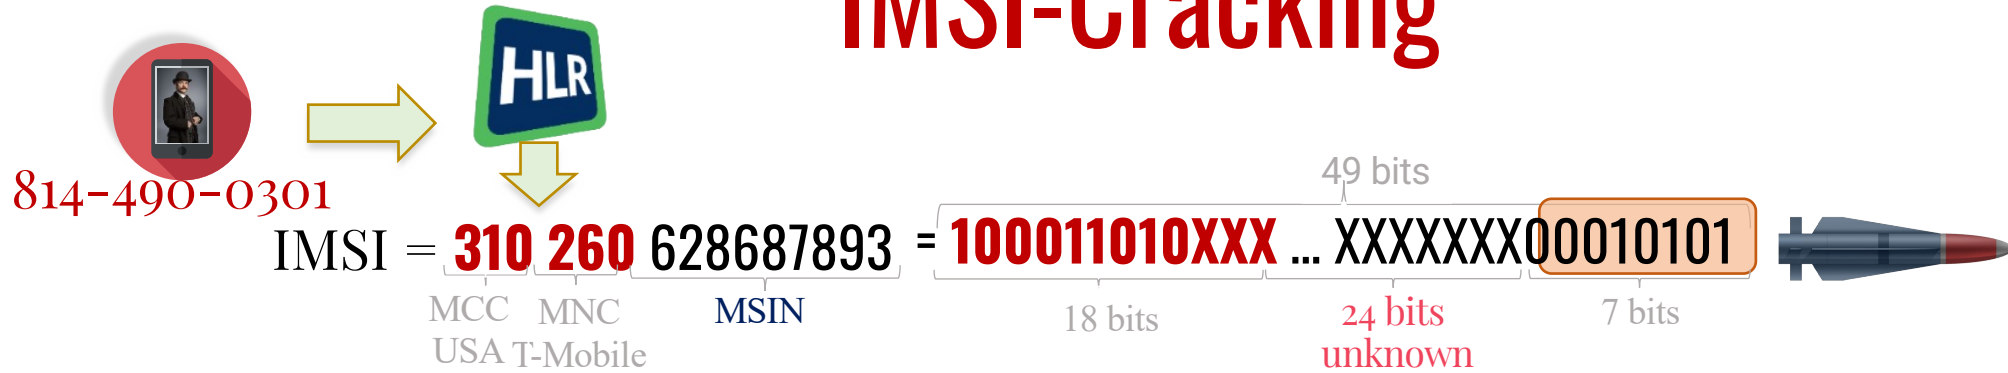 IMSI-Cracking
HLR
814-490-0301
49 bits
IMSI = 310 260 628687893 = 100011010XXX ... XXXXXXX00010101
MCC MNC MSIN 18 bits 24 bits 7 bits
USA T-Mobile unknown